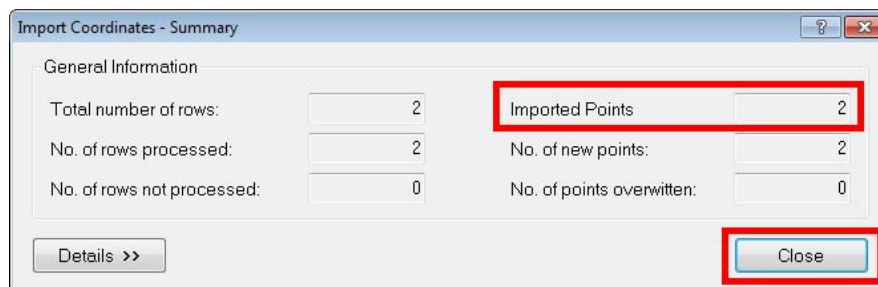 Import Coordinates - Summary
General Information
Total number of rows: 2 Imported Points 2
No. of rows processed: 2 No. of new points: 2
No. of rows not processed: 0 No. of points overwitten: 0
Details >> Close